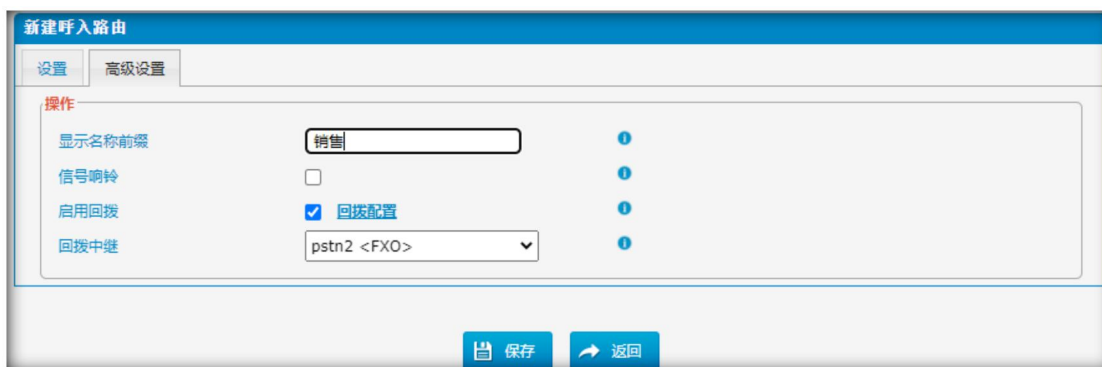 新建呼入路由
设置 高级设置
操作
显示名称前缀 销售
信号响铃
启用回拨 回拨配置
回拨中继 pstn2 <FXO>
保存 返回